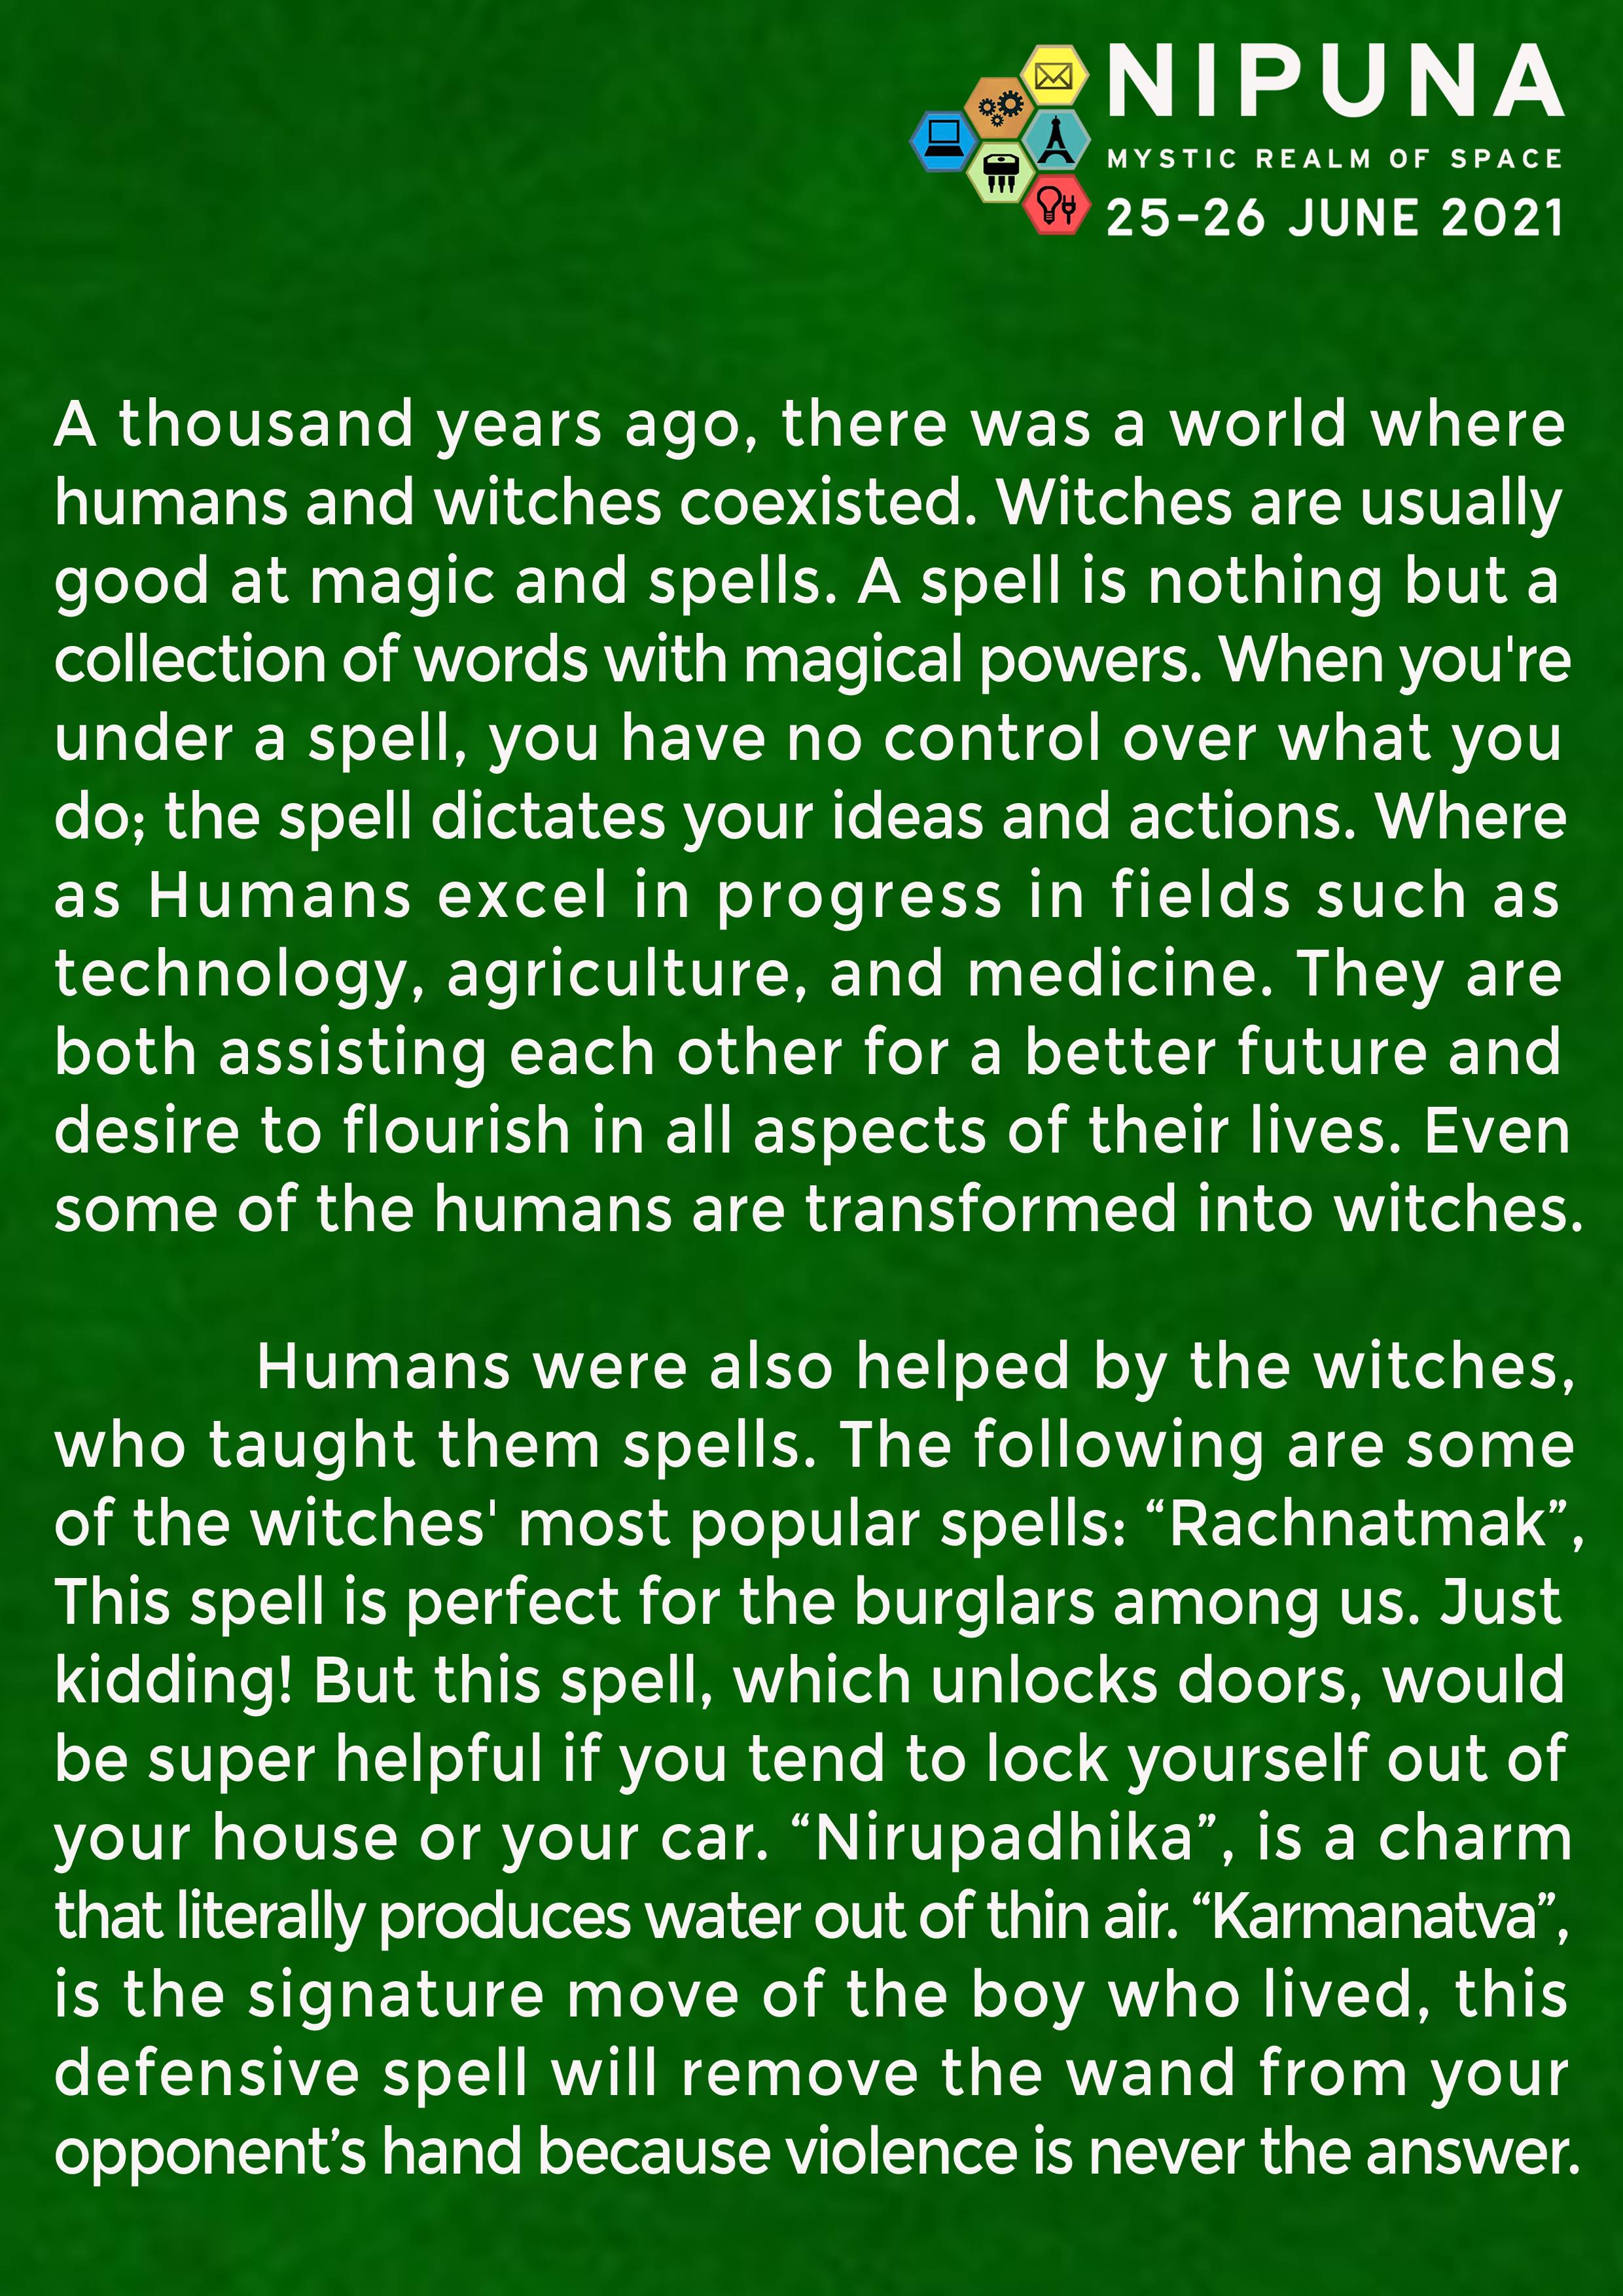 NIPUNA
MYSTIC REALM OF SPACE
25-26 JUNE 2021
A thousand years ago, there was a world where
humans and witches coexisted. Witches are usually
good at magic and spells. A spell is nothing but a
collection of words with magical powers. When you're
under a spell, you have no control over what you
do; the spell dictates your ideas and actions. Where
as Humans excel in progress in fields such as
technology, agriculture, and medicine. They are
both assisting each other for a better future and
desire to flourish in all aspects of their lives. Even
some of the humans are transformed into witches.
Humans were also helped by the witches,
who taught them spells. The following are some
of the witches' most popular spells: “Rachnatmak”,
This spell is perfect for the burglars among us. Just
kidding! But this spell, which unlocks doors, would
be super helpful if you tend to lock yourself out of
your house or your car. “Nirupadhika”, is a charm
that literally produces water out of thin air. “Karmanatva”,
is the signature move of the boy who lived, this
defensive spell will remove the wand from your
opponent’s hand because violence is never the answer.